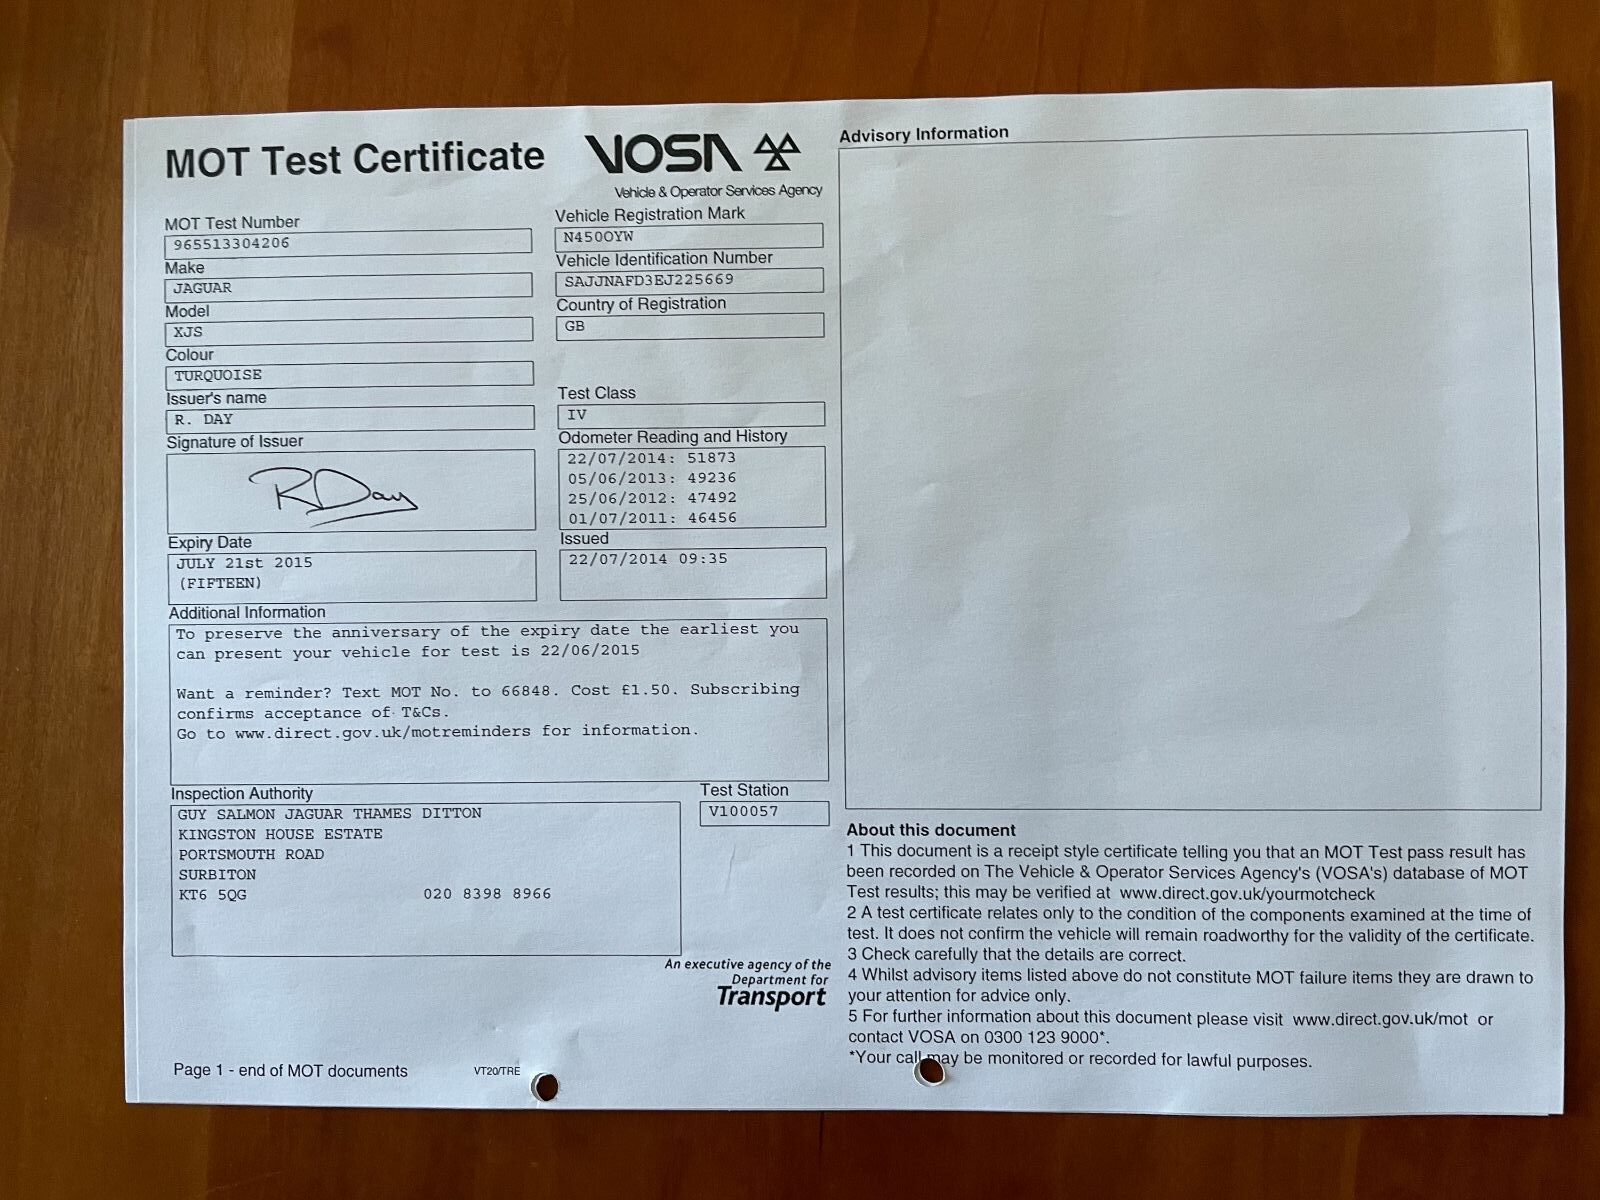 MOT Test Certificate
VOSA
Vehicle & Operator Services Agency
MOT Test Number
965513304206
Make
JAGUAR
Model
XJS
Colour
TURQUOISE
Issuer's name
R. DAY
Signature of Issuer
R Day
Expiry Date
JULY 21st 2015
(FIFTEEN)
Vehicle Registration Mark
N450OYW
Vehicle Identification Number
SAJJNAFD3EJ225669
Country of Registration
GB
Test Class
IV
Odometer Reading and History
22/07/2014: 51873
05/06/2013: 49236
25/06/2012: 47492
01/07/2011: 46456
Issued
22/07/2014 09:35
Additional Information
To preserve the anniversary of the expiry date the earliest you
can present your vehicle for test is 22/06/2015
Want a reminder? Text MOT No. to 66848. Cost £1.50. Subscribing
confirms acceptance of T&Cs.
Go to www.direct.gov.uk/motreminders for information.
Inspection Authority
GUY SALMON JAGUAR THAMES DITTON
KINGSTON HOUSE ESTATE
PORTSMOUTH ROAD
SURBITON
KT6 5QG 020 8398 8966
Test Station
V100057
An executive agency of the
Department for
Transport
Page 1 - end of MOT documents
VT20/TRE
Advisory Information
About this document
1 This document is a receipt style certificate telling you that an MOT Test pass result has
been recorded on The Vehicle & Operator Services Agency's (VOSA's) database of MOT
Test results; this may be verified at www.direct.gov.uk/yourmotcheck
2 A test certificate relates only to the condition of the components examined at the time of
test. It does not confirm the vehicle will remain roadworthy for the validity of the certificate.
3 Check carefully that the details are correct.
4 Whilst advisory items listed above do not constitute MOT failure items they are drawn to
your attention for advice only.
5 For further information about this document please visit www.direct.gov.uk/mot or
contact VOSA on 0300 123 9000*.
*Your call may be monitored or recorded for lawful purposes.